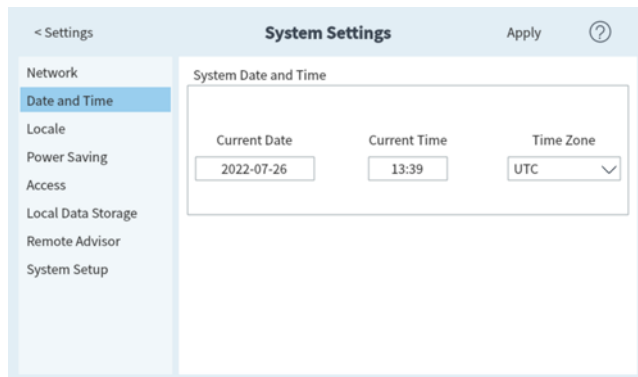 < Settings
System Settings
Apply
?
Network
Date and Time
Locale
Power Saving
Access
Local Data Storage
Remote Advisor
System Setup
System Date and Time
Current Date
Current Time
Time Zone
2022-07-26
13:39
UTC